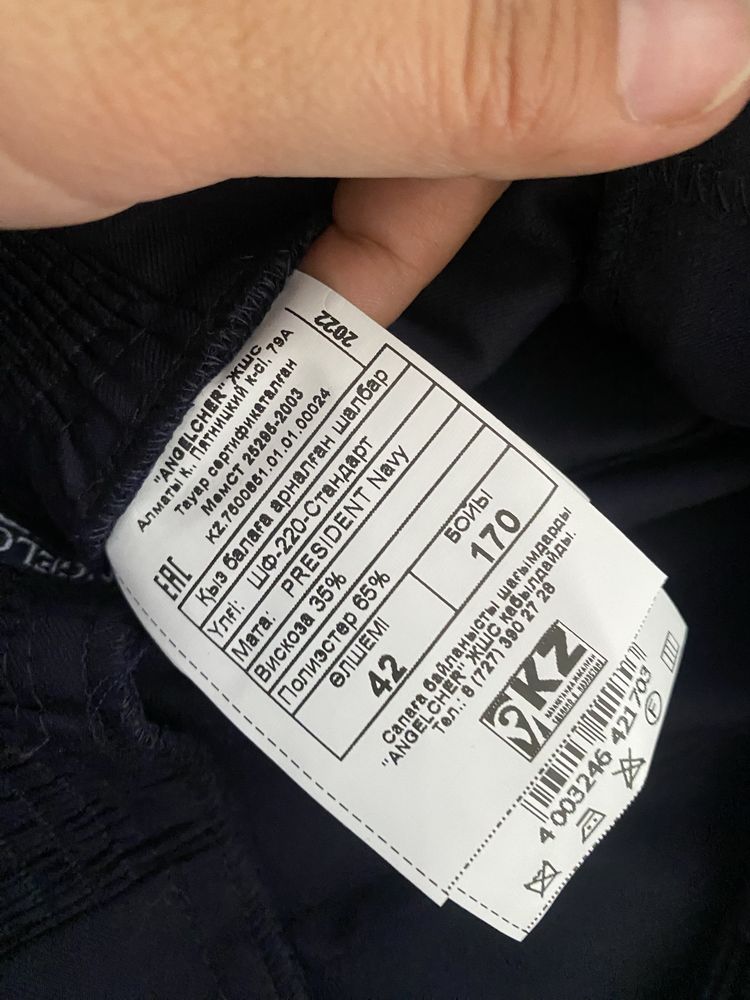 2022
"ANGELCHER" ЖШС
Алматы қ. Пятницкий к-сі, 79А
Тауар сертификатталған
МемСТ 25295-2003
KZ.7500651.01.01.00024
EAC
Қыз балаға арналған шалбар
Үлгі: ШФ-220-Стандарт
Мата: PRESIDENT Navy
Вискоза 35%
Полиэстер 65%
ӨЛШЕМІ
БОЙЫ
42
170
Сапаға байланысты шағымдарды
"ANGELCHER" ЖШС қабылдайды.
Тел.: 8 (727) 390 27 28
KZ
4 003246 421703
F